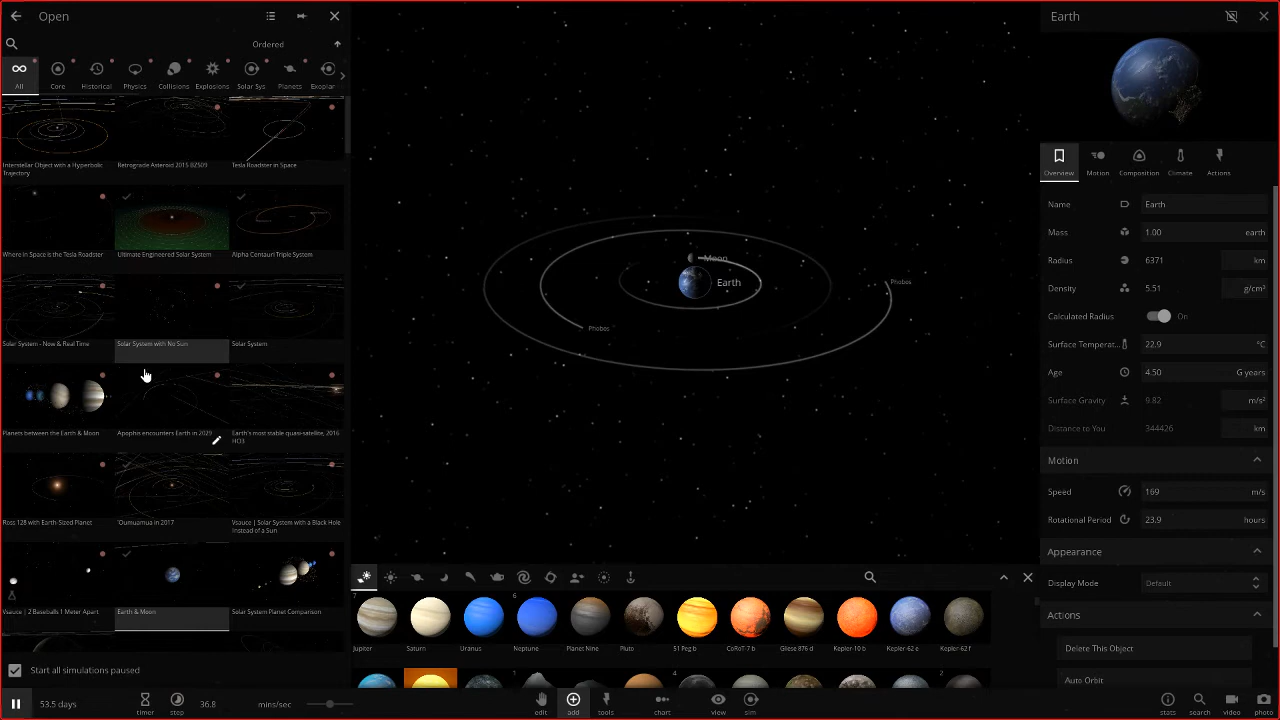 Open
Ordered
All
Core
Historical
Physics
Collisions
Explosions
Solar Sys
Planets
Exoplan
Interstellar Object with a Hyperbolic
Trajectory
Retrograde Asteroid 2015 BZ509
Tesla Roadster in Space
Where in Space is the Tesla Roadster
Ultimate Engineered Solar System
Alpha Centauri Triple System
Solar System - Now & Real Time
Solar System with No Sun
Solar System
Planets between the Earth & Moon
Apophis encounters Earth in 2029
Earth's most stable quasi-satellite, 2016
HO3
Ross 128 with Earth-Sized Planet
'Oumuamua in 2017
Vsauce | Solar System with a Black Hole
Instead of a Sun
Vsauce | 2 Baseballs 1 Meter Apart
Earth & Moon
Solar System Planet Comparison
Start all simulations paused
Moon
Earth
Phobos
Phobos
7
6
Jupiter
Saturn
Uranus
Neptune
Planet Nine
Pluto
51 Peg b
CoRoT-7 b
Gliese 876 d
Kepler-10 b
Kepler-62 e
Kepler-62 f
1
4
2
53.5 days
timer
step
36.8
mins/sec
edit
add
tools
chart
view
sim
stats
search
video
photo
Earth
Overview
Motion
Composition
Climate
Actions
Name
Earth
Mass
1.00
earth
Radius
6371
km
Density
5.51
g/cm³
Calculated Radius
On
Surface Temperat...
22.9
°C
Age
4.50
G years
Surface Gravity
9.82
m/s²
Distance to You
344426
km
Motion
Speed
169
m/s
Rotational Period
23.9
hours
Appearance
Display Mode
Default
Actions
Delete This Object
Auto Orbit